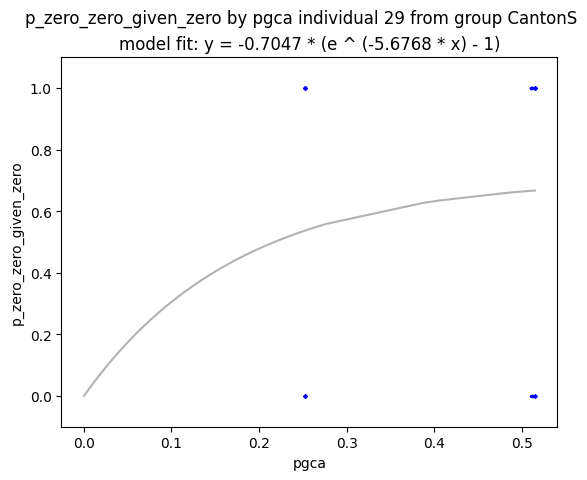 p_zero_zero_given_zero by pgca individual 29 from group CantonS
model fit: y = -0.7047 * (e ^ (-5.6768 * x) - 1)
1.0
0.8
0.6
0.4
0.2
0.0
p_zero_zero_given_zero
0.0 0.1 0.2 0.3 0.4 0.5
pgca